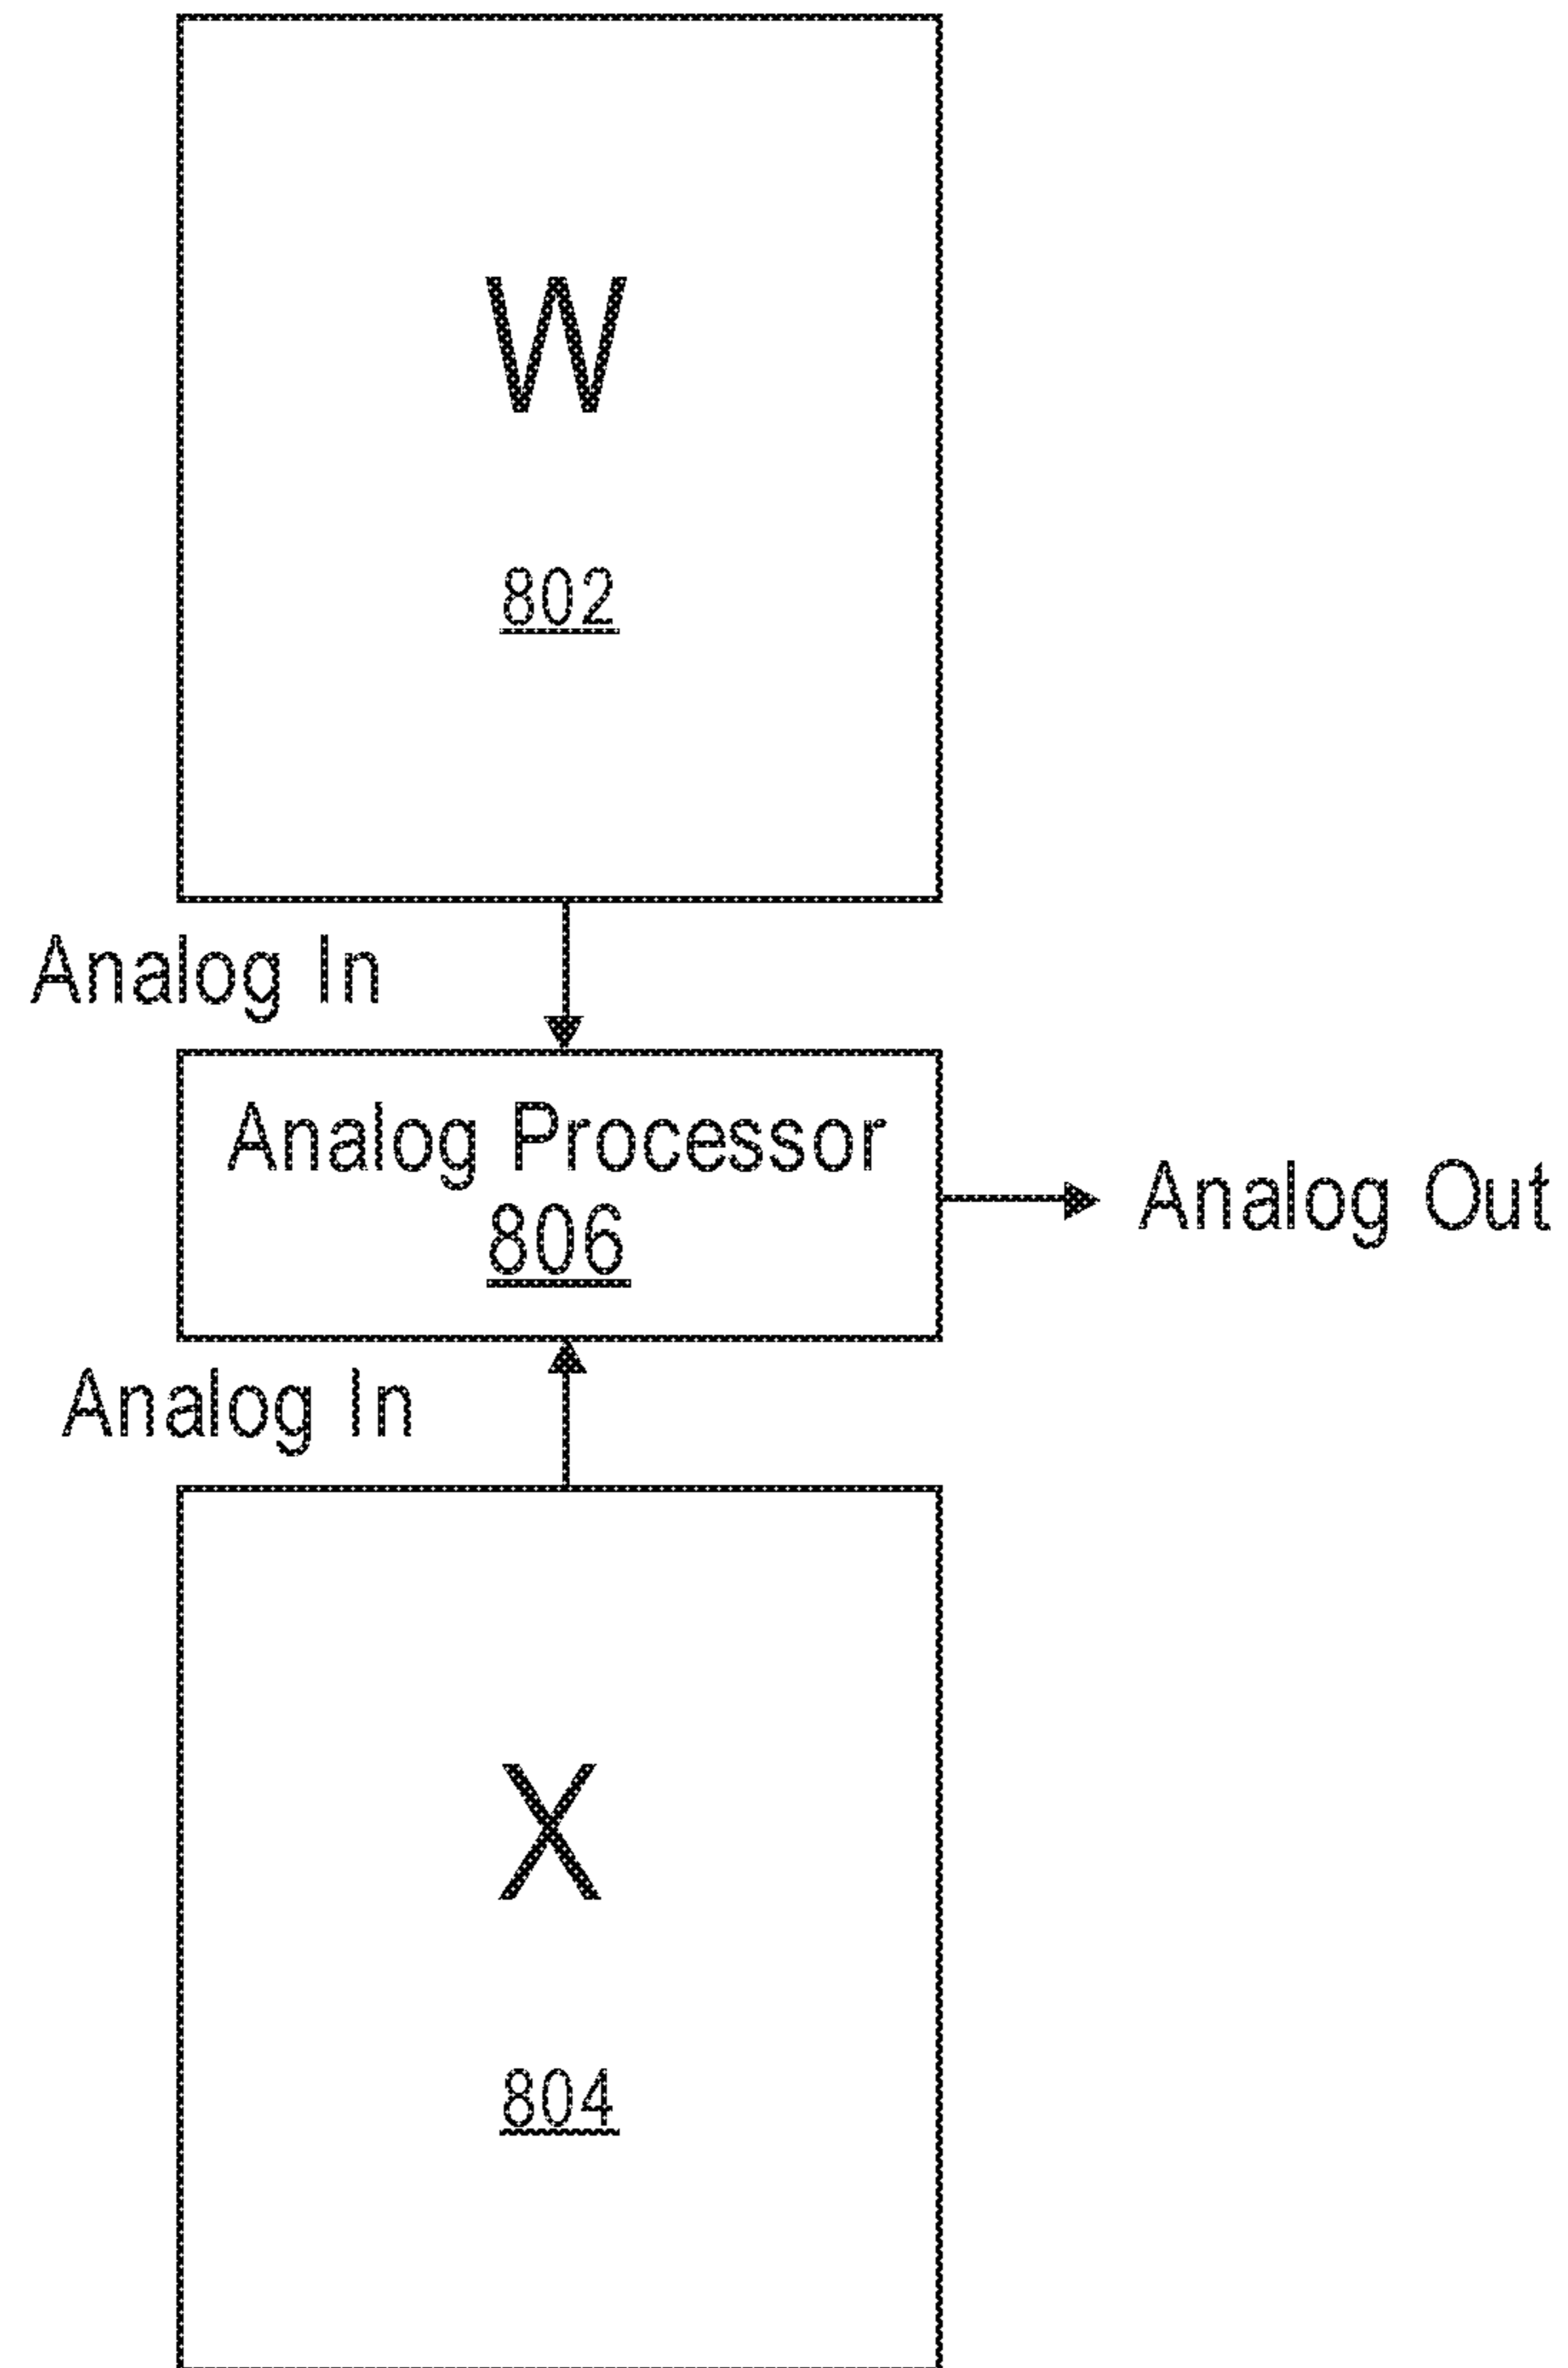 W
802
Analog In
Analog Processor
806
Analog Out
Analog In
X
804